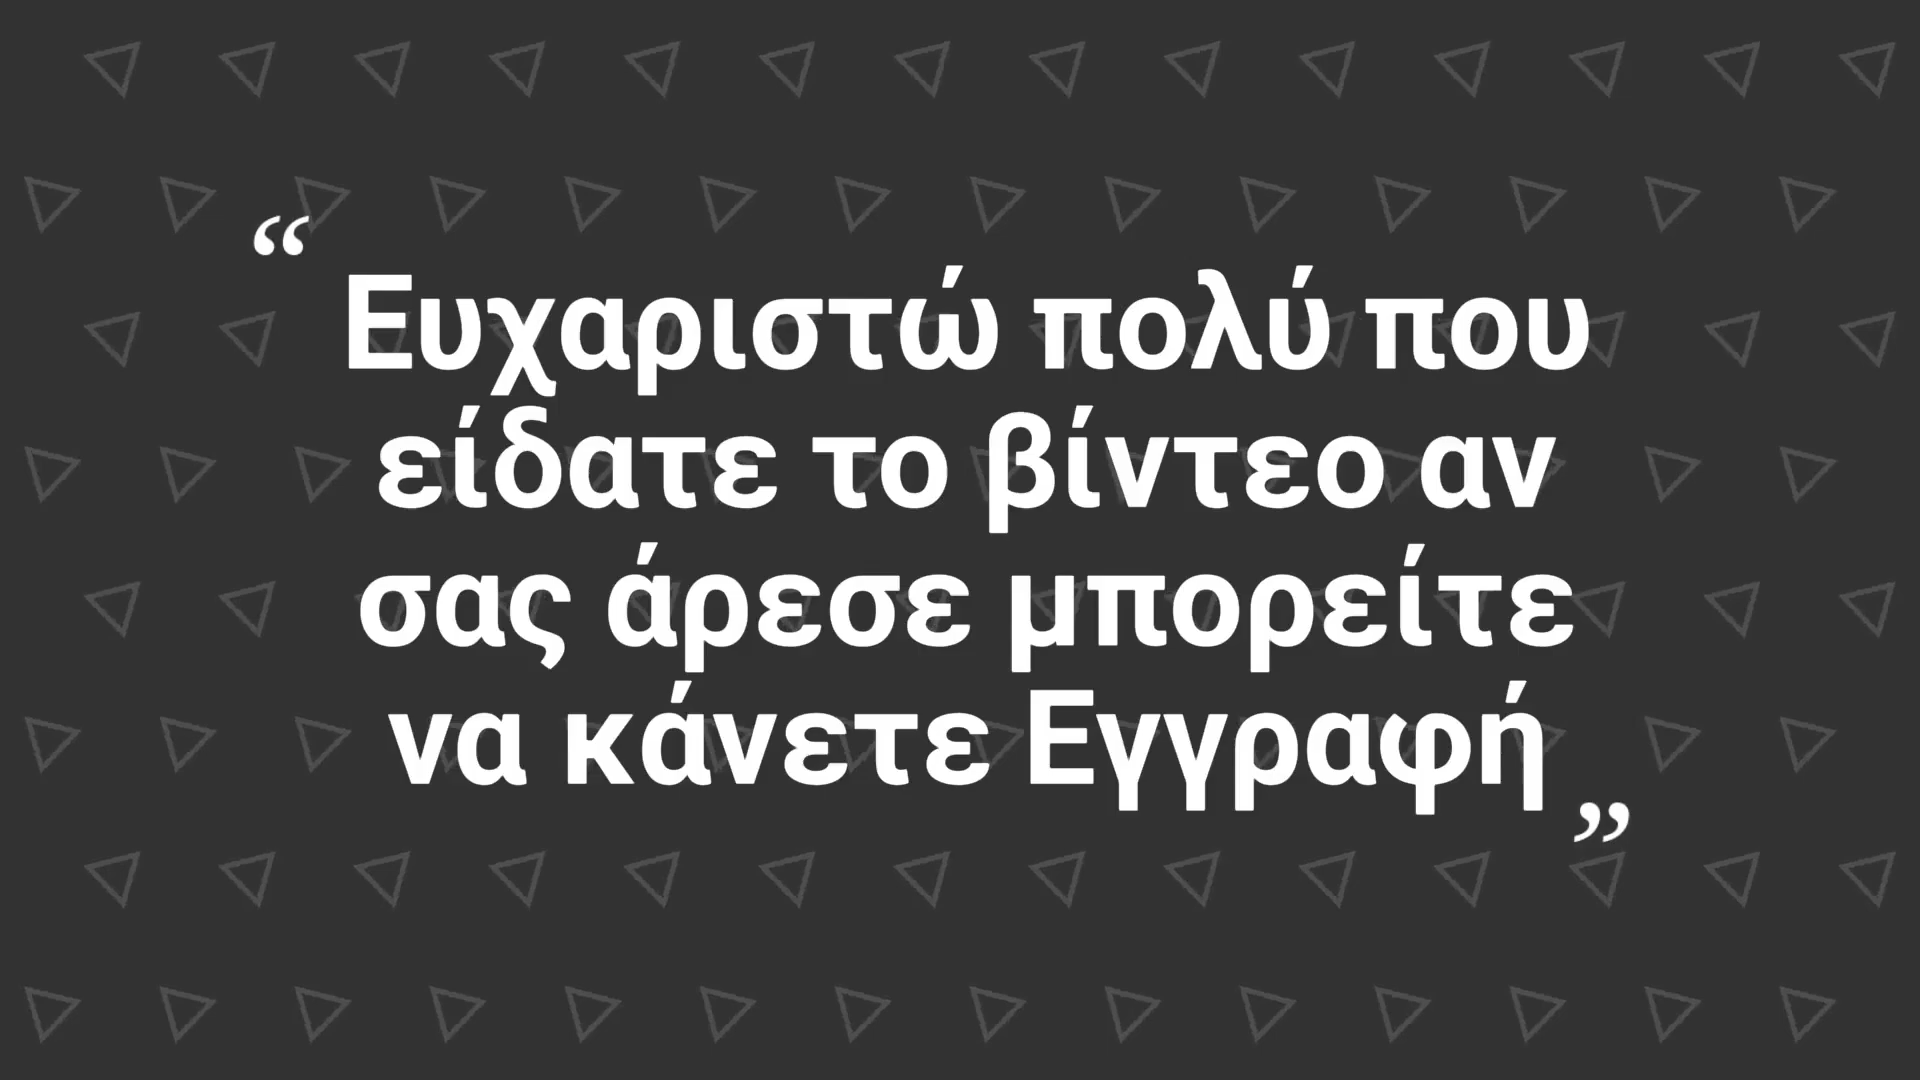 “ Ευχαριστώ πολύ που
είδατε το βίντεο αν
σας άρεσε μπορείτε
να κάνετε Εγγραφή ”